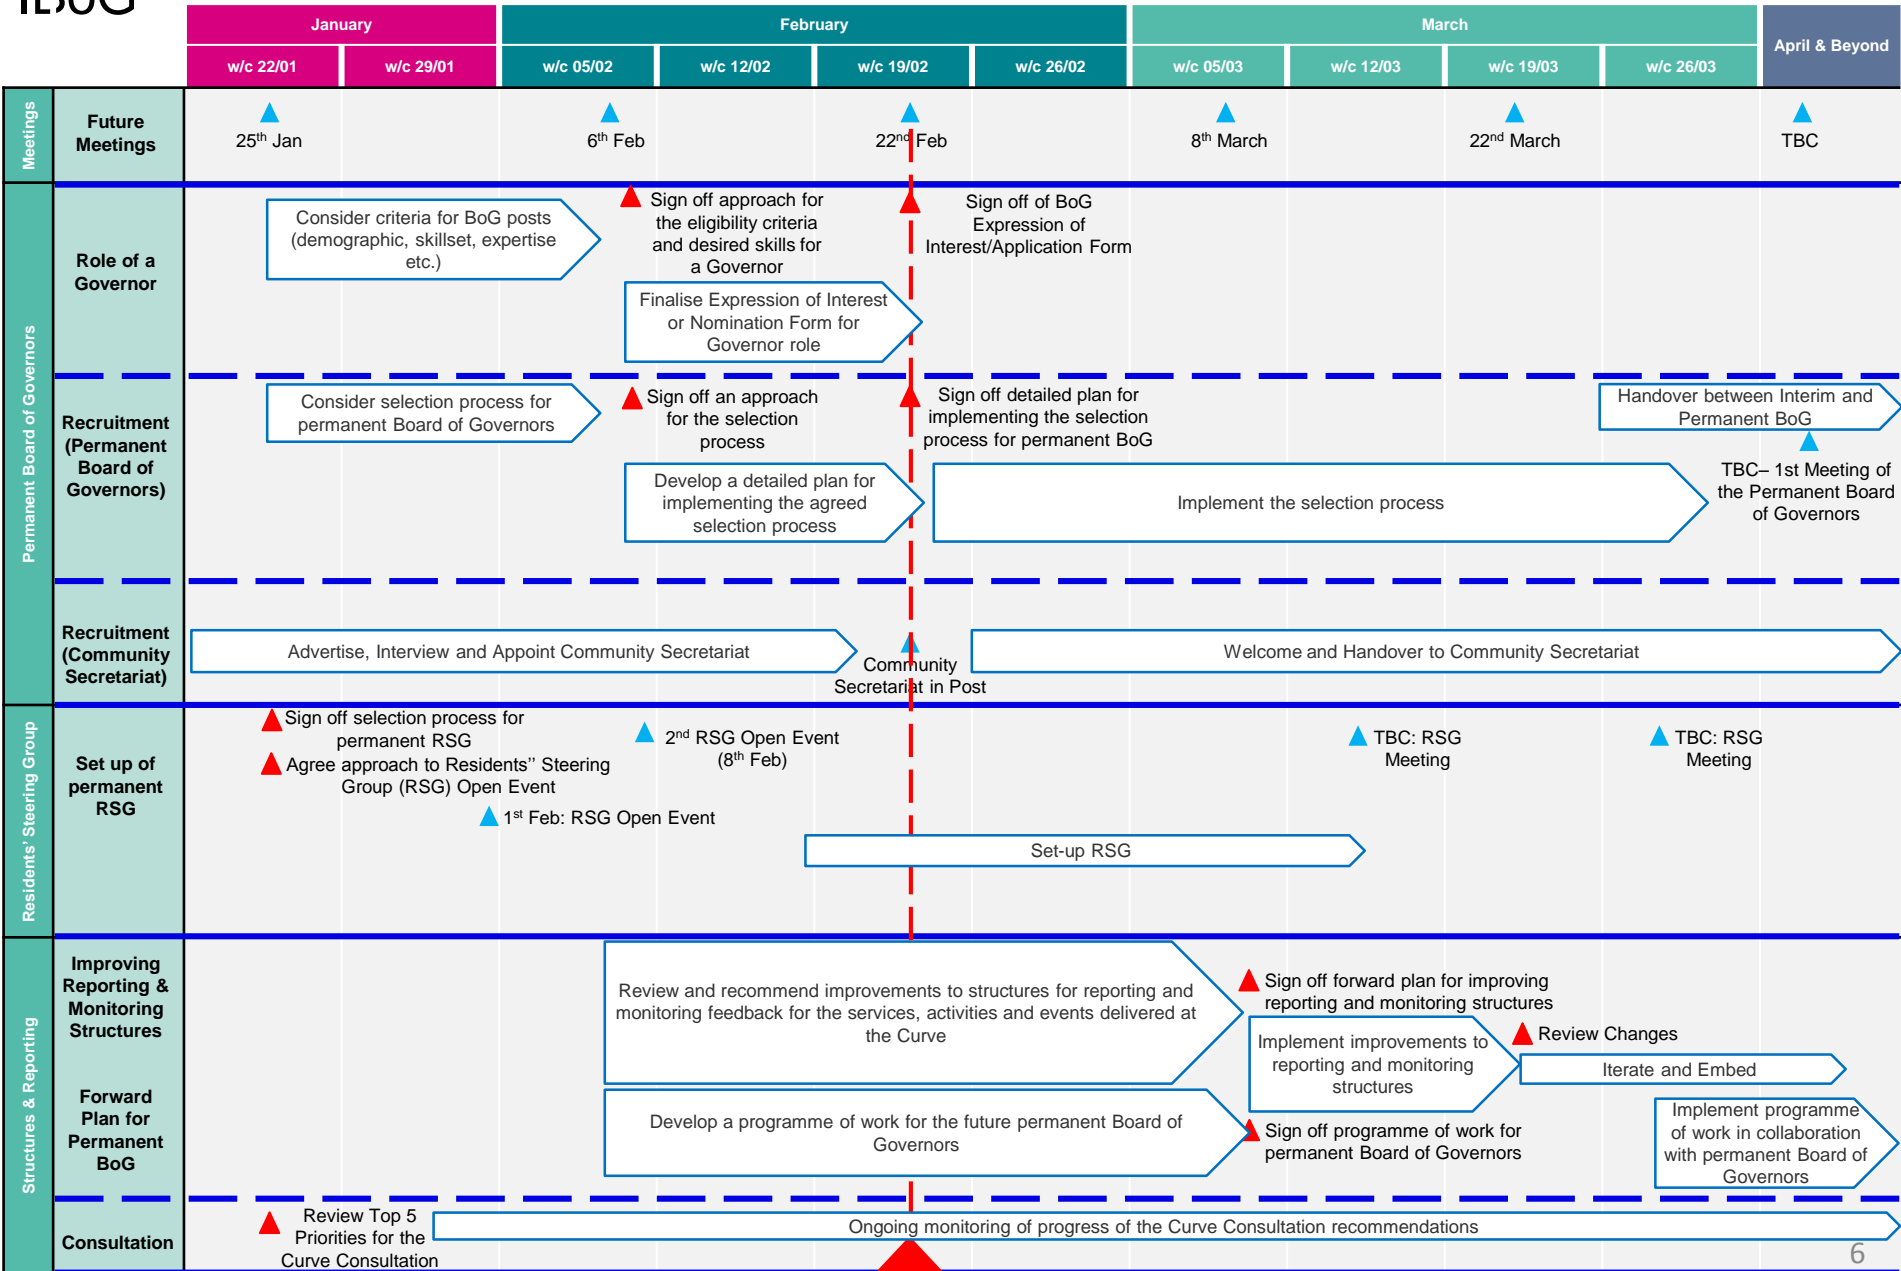 IBoG
January
February
March
April & Beyond
w/c 22/01
w/c 29/01
w/c 05/02
w/c 12/02
w/c 19/02
w/c 26/02
w/c 05/03
w/c 12/03
w/c 19/03
w/c 26/03
Meetings
Future
Meetings
25th Jan
6th Feb
22nd Feb
8th March
22nd March
TBC
Permanent Board of Governors
Role of a
Governor
Consider criteria for BoG posts
(demographic, skillset, expertise
etc.)
Sign off approach for
the eligibility criteria
and desired skills for
a Governor
Sign off of BoG
Expression of
Interest/Application Form
Finalise Expression of Interest
or Nomination Form for
Governor role
Recruitment
(Permanent
Board of
Governors)
Consider selection process for
permanent Board of Governors
Sign off an approach
for the selection
process
Sign off detailed plan for
implementing the selection
process for permanent BoG
Handover between Interim and
Permanent BoG
Develop a detailed plan for
implementing the agreed
selection process
Implement the selection process
TBC– 1st Meeting of
the Permanent Board
of Governors
Recruitment
(Community
Secretariat)
Advertise, Interview and Appoint Community Secretariat
Community
Secretariat in Post
Welcome and Handover to Community Secretariat
Residents' Steering Group
Set up of
permanent
RSG
Sign off selection process for
permanent RSG
Agree approach to Residents'' Steering
Group (RSG) Open Event
1st Feb: RSG Open Event
2nd RSG Open Event
(8th Feb)
TBC: RSG
Meeting
TBC: RSG
Meeting
Set-up RSG
Structures & Reporting
Improving
Reporting &
Monitoring
Structures
Review and recommend improvements to structures for reporting and
monitoring feedback for the services, activities and events delivered at
the Curve
Sign off forward plan for improving
reporting and monitoring structures
Implement improvements to
reporting and monitoring
structures
Review Changes
Iterate and Embed
Forward
Plan for
Permanent
BoG
Develop a programme of work for the future permanent Board of
Governors
Sign off programme of work for
permanent Board of Governors
Implement programme
of work in collaboration
with permanent Board of
Governors
Consultation
Review Top 5
Priorities for the
Curve Consultation
Ongoing monitoring of progress of the Curve Consultation recommendations
6